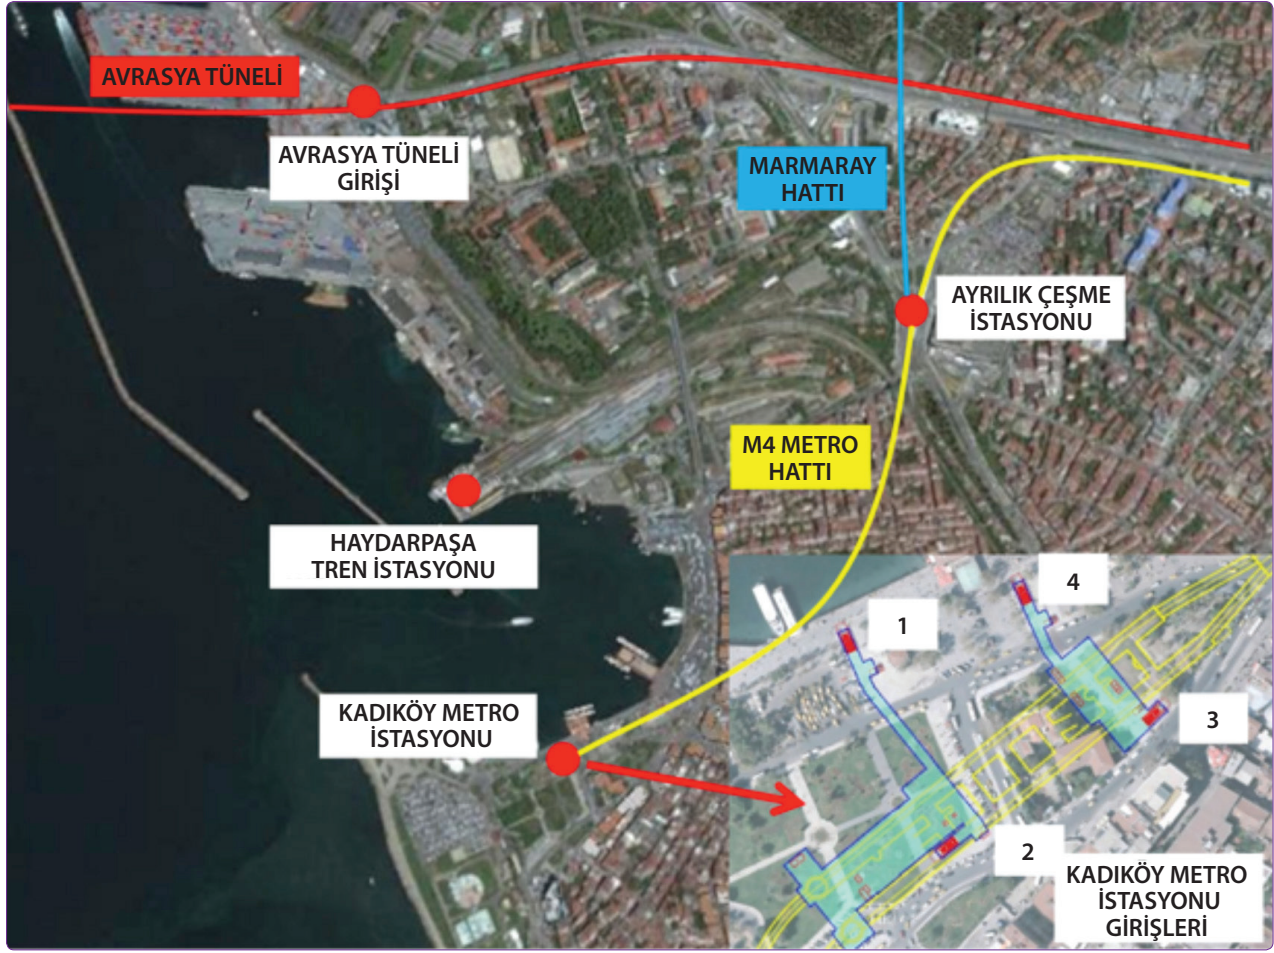 AVRASYA TÜNELİ
AVRASYA TÜNELİ
GİRİŞİ
MARMARAY
HATTI
AYRILIK ÇEŞME
İSTASYONU
M4 METRO
HATTI
HAYDARPAŞA
TREN İSTASYONU
KADIKÖY METRO
İSTASYONU
4
1
3
2
KADIKÖY METRO
İSTASYONU
GİRİŞLERİ